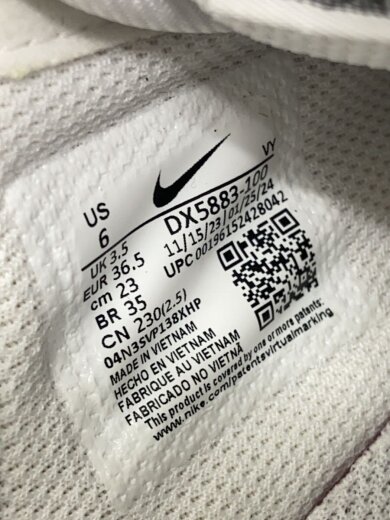 VY
US
6
DX5883-100
11/15/23/01/25/24
UPC 00196152428042
UK 3.5
EUR 36.5
cm 23
BR 35
CN 230(2.5)
04N3SVP138XHP
MADE IN VIETNAM
HECHO EN VIETNAM
FABRIQUE AU VIETNAM
FABRICADO NO VIETNÃ
This product is covered by one or more patents:
www.nike.com/patentsvirtualmarking